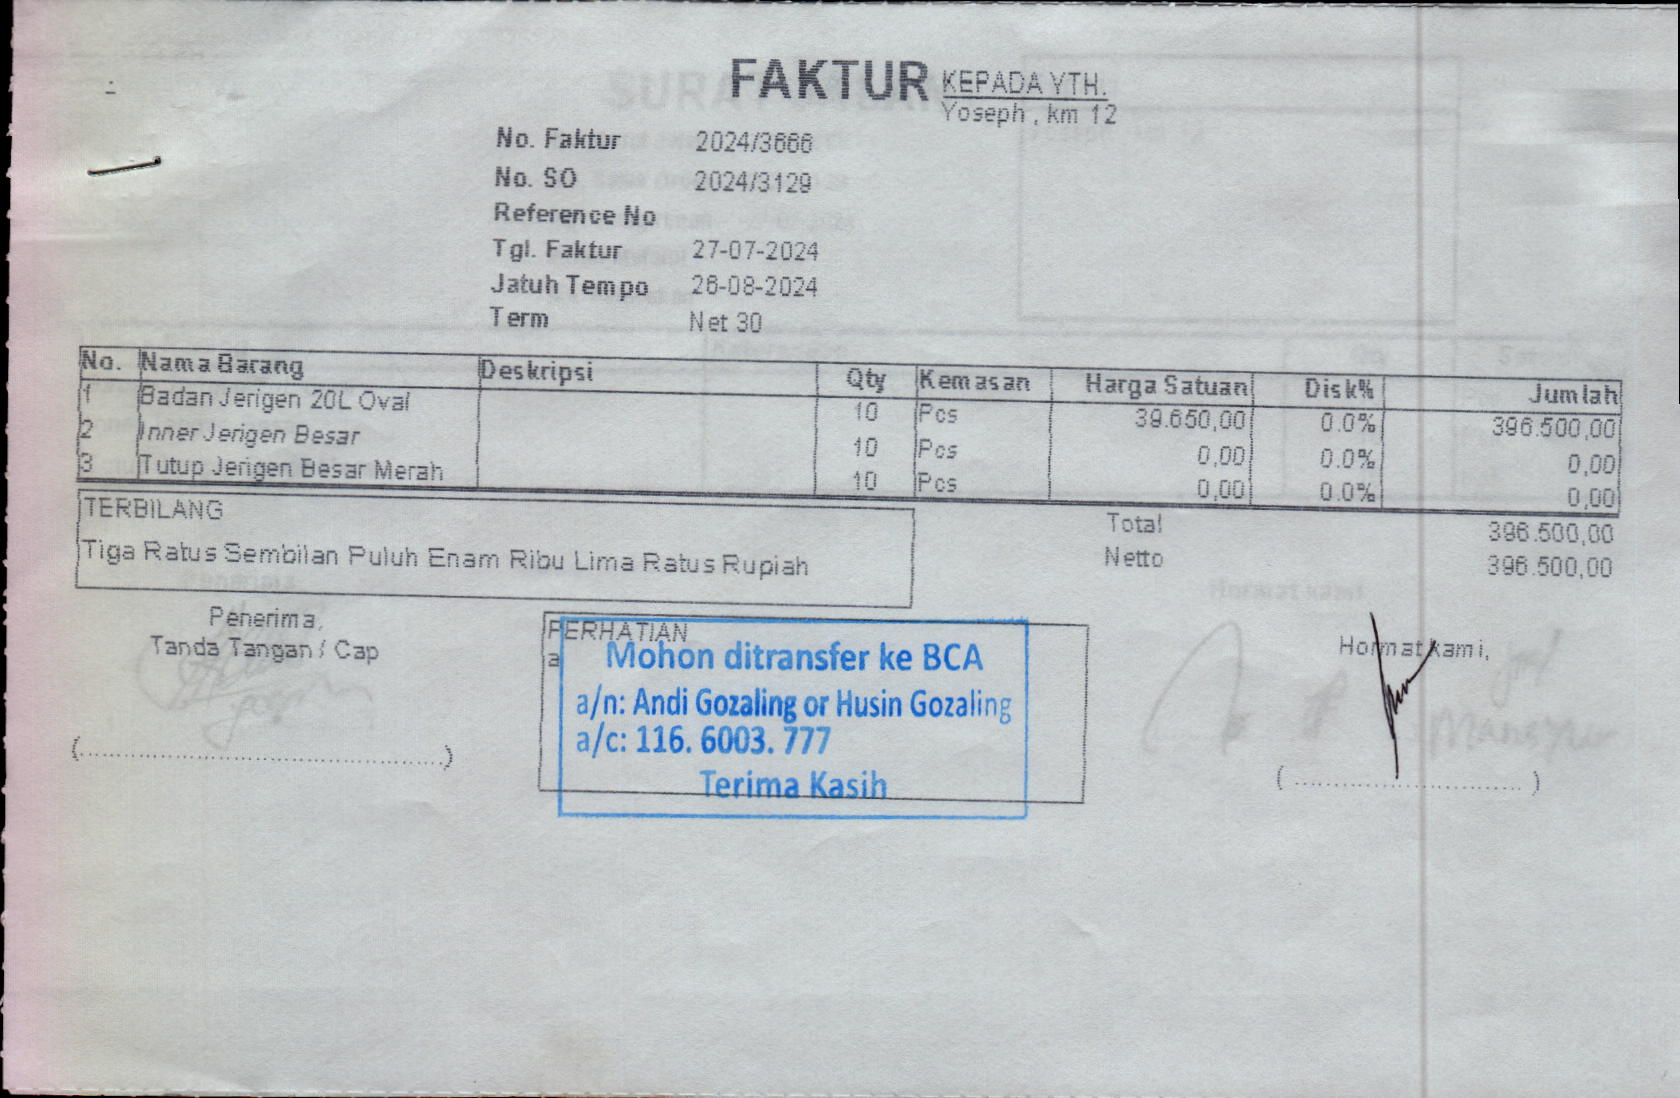 FAKTUR
KEPADA YTH.
Yoseph , km 12
No. Faktur 2024/3666
No. SO 2024/3129
Reference No
Tgl. Faktur 27-07-2024
Jatuh Tempo 26-08-2024
Term Net 30
No. Nama Barang Deskripsi Qty Kemasan Harga Satuan Disk% Jumlah
1 Badan Jerigen 20L Oval 10 Pcs 39.650,00 0.0% 396.500,00
2 Inner Jerigen Besar 10 Pcs 0,00 0.0% 0,00
3 Tutup Jerigen Besar Merah 10 Pcs 0,00 0.0% 0,00
TERBILANG
Tiga Ratus Sembilan Puluh Enam Ribu Lima Ratus Rupiah
Total 396.500,00
Netto 396.500,00
Penerima,
Tanda Tangan / Cap
(..........................................)
PERHATIAN
a
Mohon ditransfer ke BCA
a/n: Andi Gozaling or Husin Gozaling
a/c: 116. 6003. 777
Terima Kasih
Hormat kami,
(.............................)